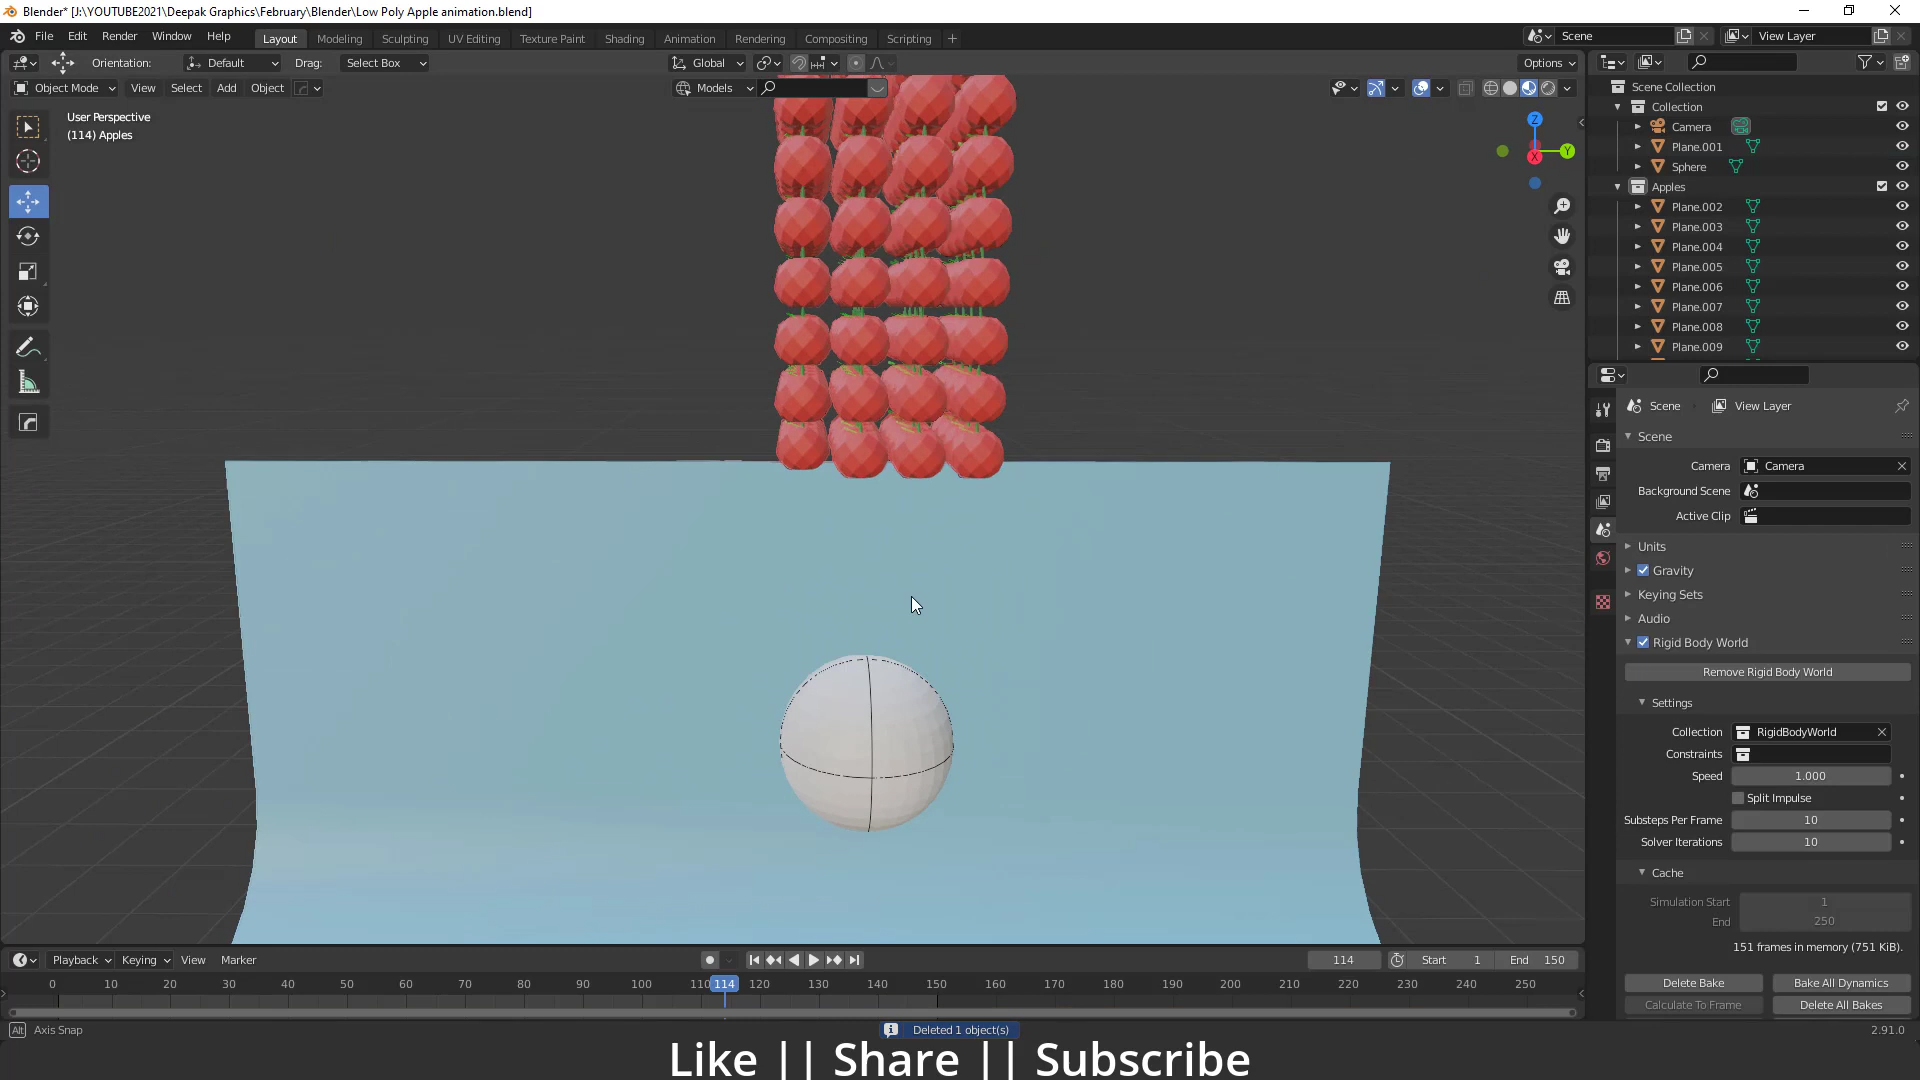 Blender* [J:\YOUTUBE2021\Deepak Graphics\February\Blender\Low Poly Apple animation.blend]
File Edit Render Window Help Layout Modeling Sculpting UV Editing Texture Paint Shading Animation Rendering Compositing Scripting + Scene View Layer
Orientation: Default Drag: Select Box Global Options
Object Mode View Select Add Object Models
User Perspective
(114) Apples
Z
Y
X
Scene Collection
Collection
Camera
Plane.001
Sphere
Apples
Plane.002
Plane.003
Plane.004
Plane.005
Plane.006
Plane.007
Plane.008
Plane.009
Scene View Layer
Scene
Camera Camera
Background Scene
Active Clip
Units
Gravity
Keying Sets
Audio
Rigid Body World
Remove Rigid Body World
Settings
Collection RigidBodyWorld
Constraints
Speed 1.000
Split Impulse
Substeps Per Frame 10
Solver Iterations 10
Cache
Simulation Start 1
End 250
151 frames in memory (751 KiB).
Delete Bake Bake All Dynamics
Calculate To Frame Delete All Bakes
Playback Keying View Marker 114 Start 1 End 150
0 10 20 30 40 50 60 70 80 90 100 110 114 120 130 140 150 160 170 180 190 200 210 220 230 240 250
Alt Axis Snap Deleted 1 object(s) 2.91.0
Like || Share || Subscribe